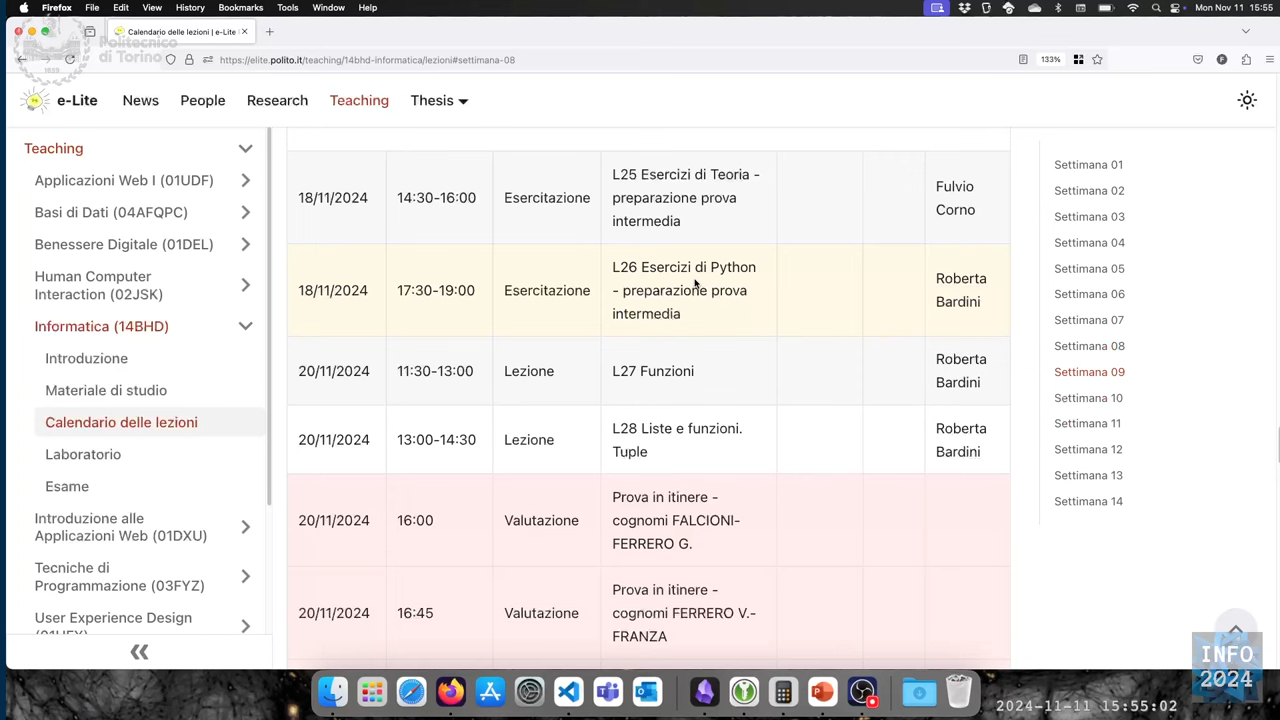 Firefox File Edit View History Bookmarks Tools Window Help
Mon Nov 11 15:55
Calendario delle lezioni | e-Lite
Politecnico
di Torino
https://elite.polito.it/teaching/14bhd-informatica/lezioni#settimana-08
133%
e-Lite News People Research Teaching Thesis
Teaching
Applicazioni Web I (01UDF)
Basi di Dati (04AFQPC)
Benessere Digitale (01DEL)
Human Computer
Interaction (02JSK)
Informatica (14BHD)
Introduzione
Materiale di studio
Calendario delle lezioni
Laboratorio
Esame
Introduzione alle
Applicazioni Web (01DXU)
Tecniche di
Programmazione (03FYZ)
User Experience Design
(01UEX)
18/11/2024 14:30-16:00 Esercitazione L25 Esercizi di Teoria -
preparazione prova
intermedia
Fulvio
Corno
18/11/2024 17:30-19:00 Esercitazione L26 Esercizi di Python
- preparazione prova
intermedia
Roberta
Bardini
20/11/2024 11:30-13:00 Lezione L27 Funzioni
Roberta
Bardini
20/11/2024 13:00-14:30 Lezione L28 Liste e funzioni.
Tuple
Roberta
Bardini
20/11/2024 16:00 Valutazione Prova in itinere -
cognomi FALCIONI-
FERRERO G.
20/11/2024 16:45 Valutazione Prova in itinere -
cognomi FERRERO V.-
FRANZA
Settimana 01
Settimana 02
Settimana 03
Settimana 04
Settimana 05
Settimana 06
Settimana 07
Settimana 08
Settimana 09
Settimana 10
Settimana 11
Settimana 12
Settimana 13
Settimana 14
INFO
2024
2024-11-11 15:55:02